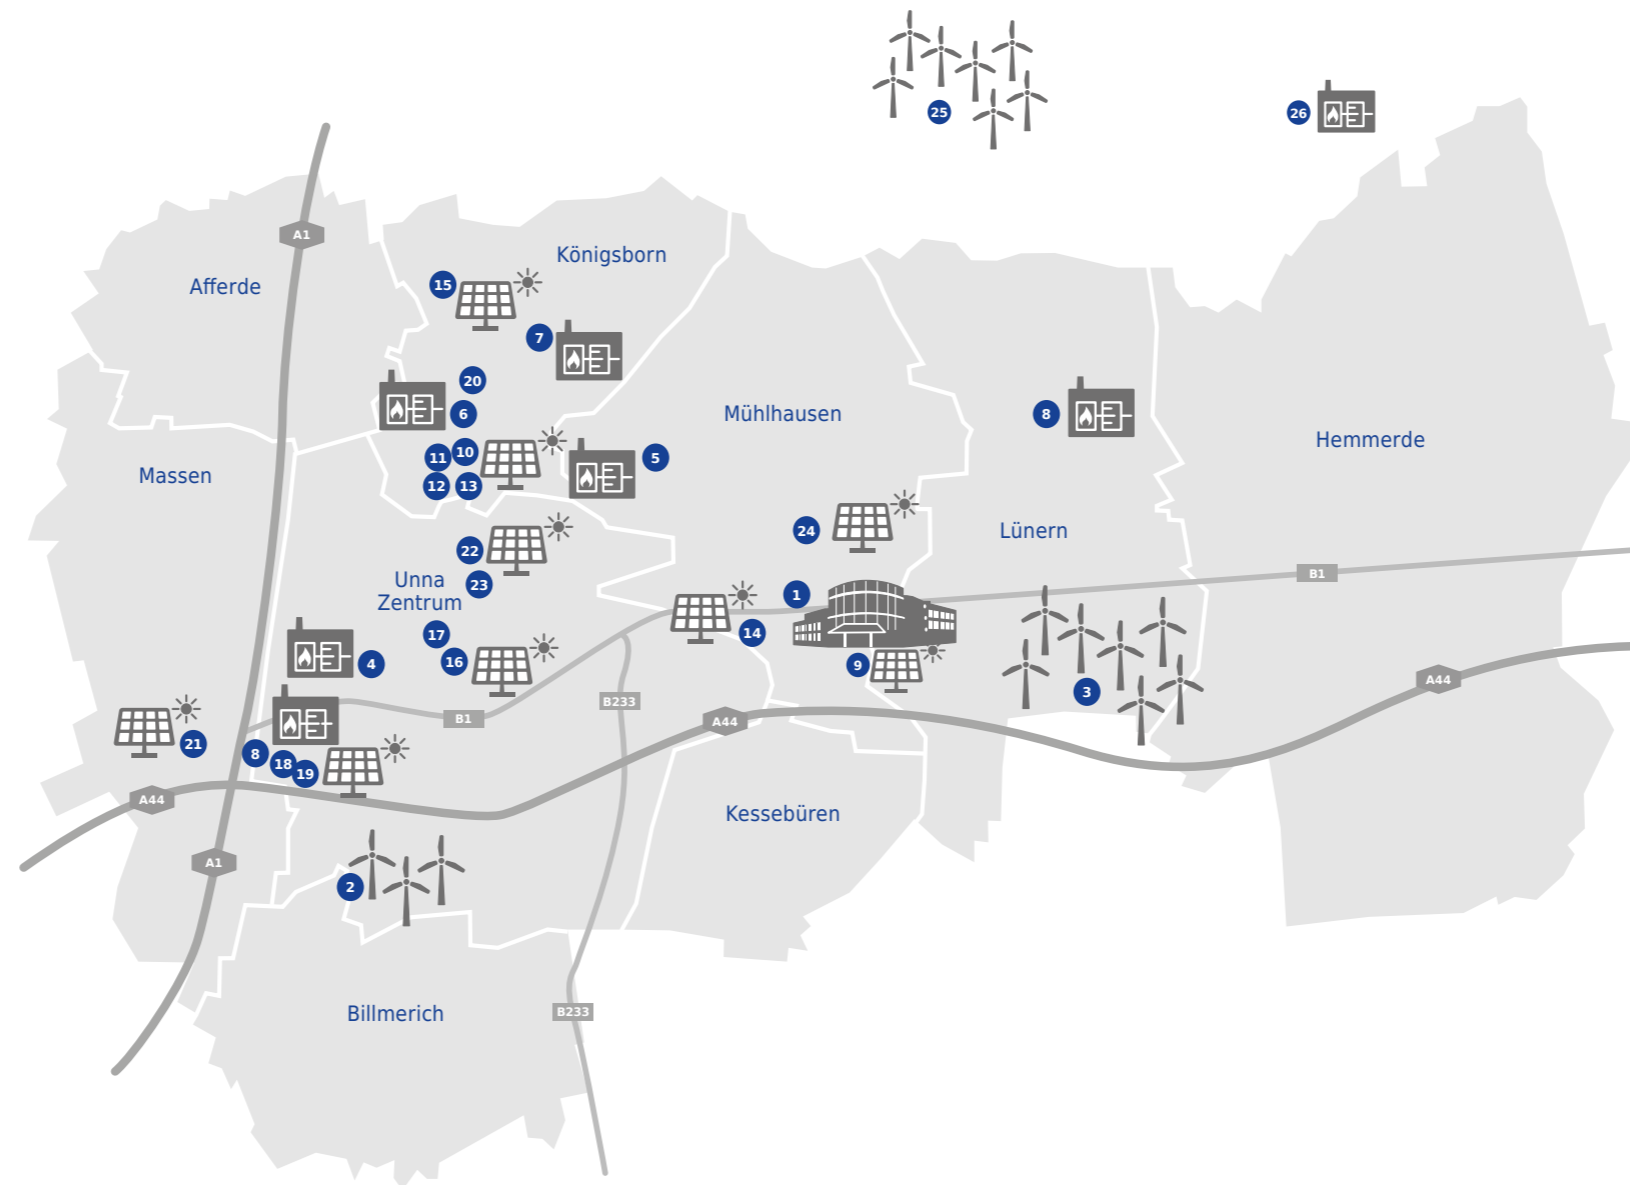 25
26
A1
Königsborn
Afferde
15
7
20
6
Mühlhausen
8
Hemmerde
11
10
5
Massen
12
13
24
Lünern
22
Unna
Zentrum
23
B1
1
17
14
16
4
9
3
A44
B233
B1
A44
21
8
18
19
A44
Kessebüren
A1
2
Billmerich
B233